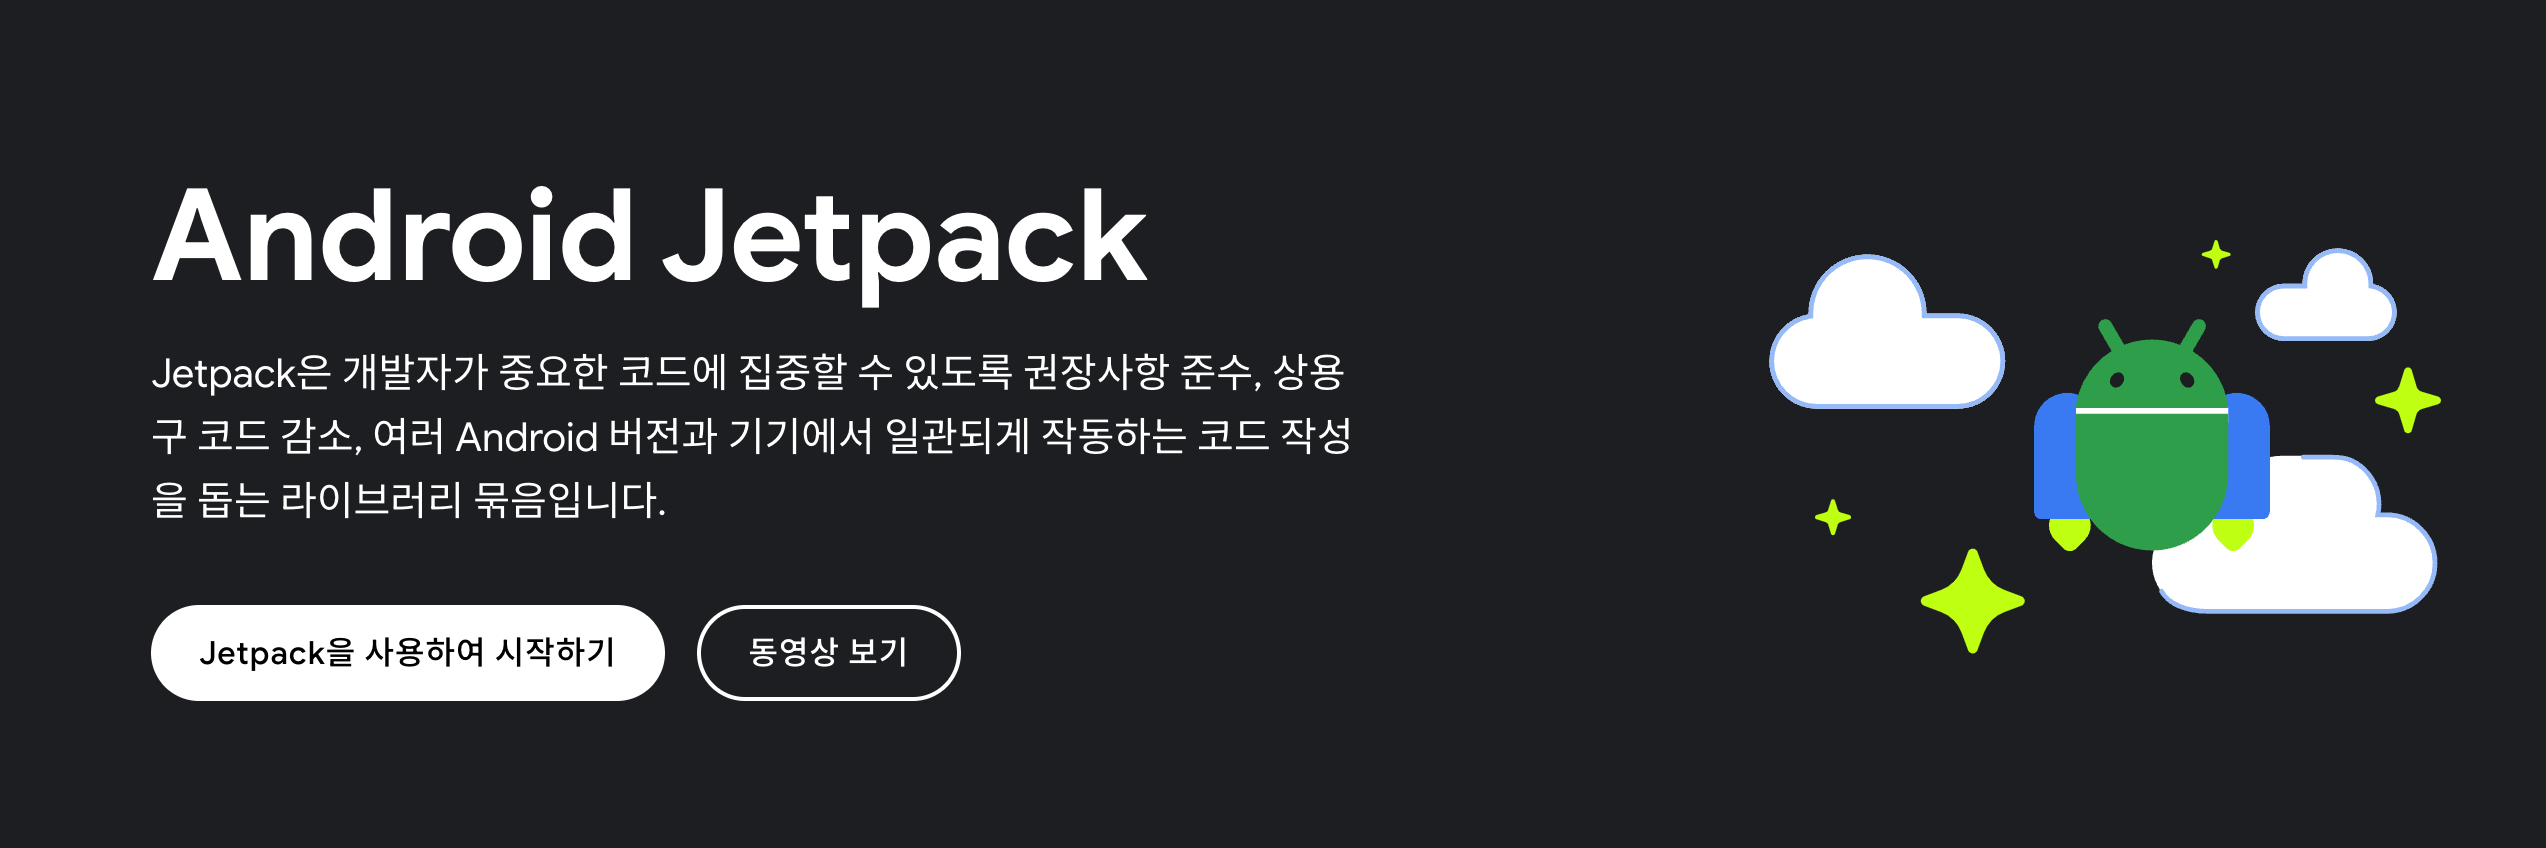 Android Jetpack
Jetpack은 개발자가 중요한 코드에 집중할 수 있도록 권장사항 준수, 상용
구 코드 감소, 여러 Android 버전과 기기에서 일관되게 작동하는 코드 작성
을 돕는 라이브러리 묶음입니다.
Jetpack을 사용하여 시작하기
동영상 보기